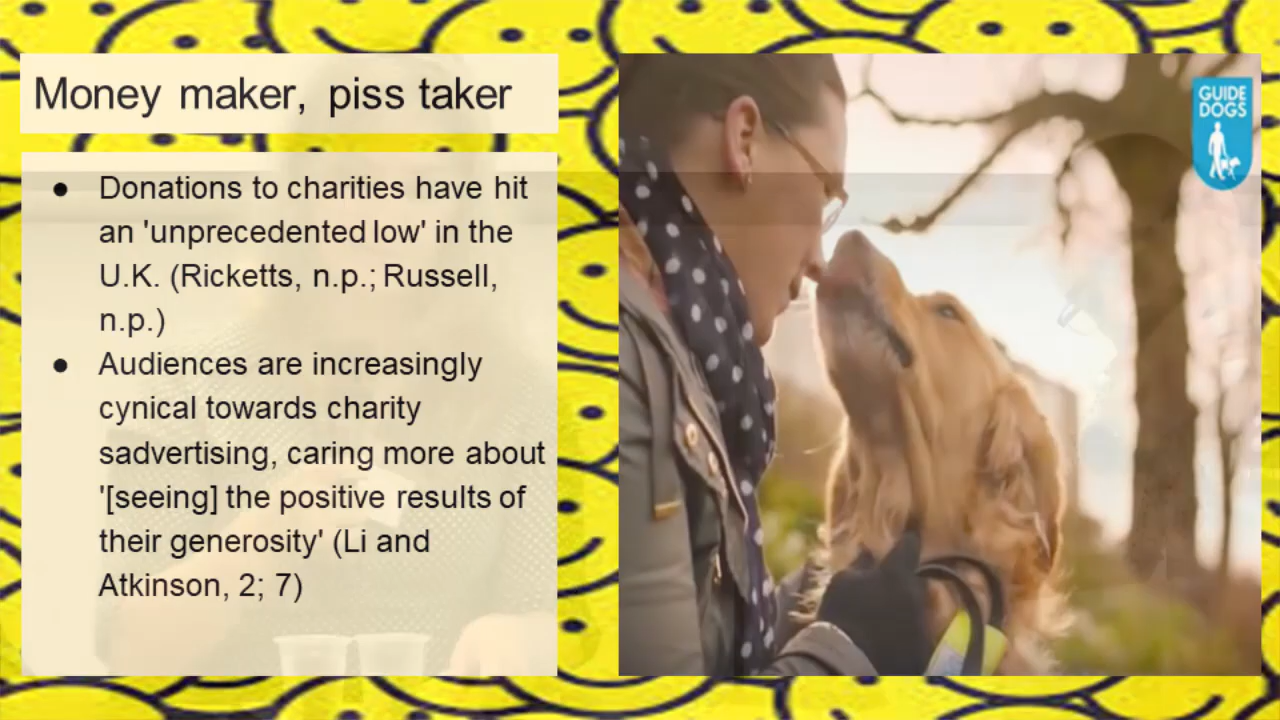 Money maker, piss taker
● Donations to charities have hit
an 'unprecedented low' in the
U.K. (Ricketts, n.p.; Russell,
n.p.)
● Audiences are increasingly
cynical towards charity
sadvertising, caring more about
'[seeing] the positive results of
their generosity' (Li and
Atkinson, 2; 7)
GUIDE
DOGS